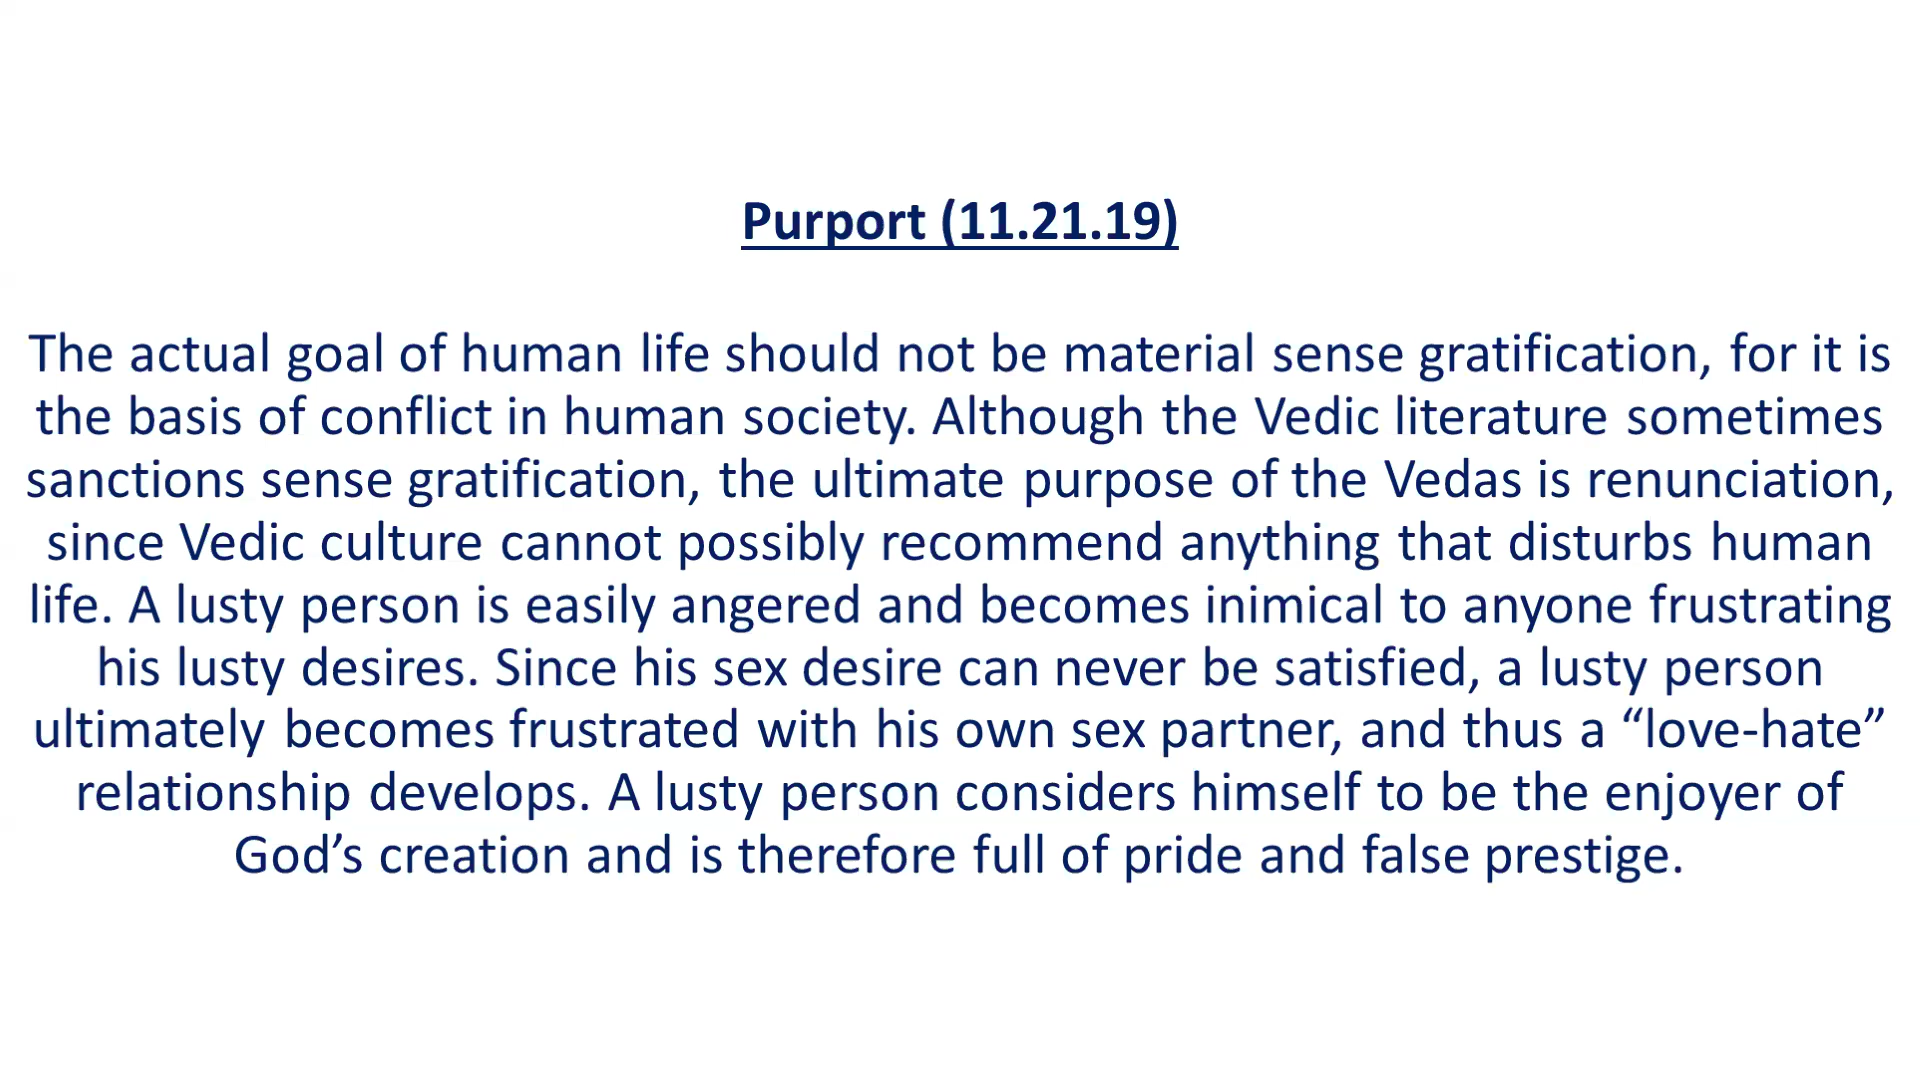 Purport (11.21.19)
The actual goal of human life should not be material sense gratification, for it is
the basis of conflict in human society. Although the Vedic literature sometimes
sanctions sense gratification, the ultimate purpose of the Vedas is renunciation,
since Vedic culture cannot possibly recommend anything that disturbs human
life. A lusty person is easily angered and becomes inimical to anyone frustrating
his lusty desires. Since his sex desire can never be satisfied, a lusty person
ultimately becomes frustrated with his own sex partner, and thus a “love-hate”
relationship develops. A lusty person considers himself to be the enjoyer of
God’s creation and is therefore full of pride and false prestige.